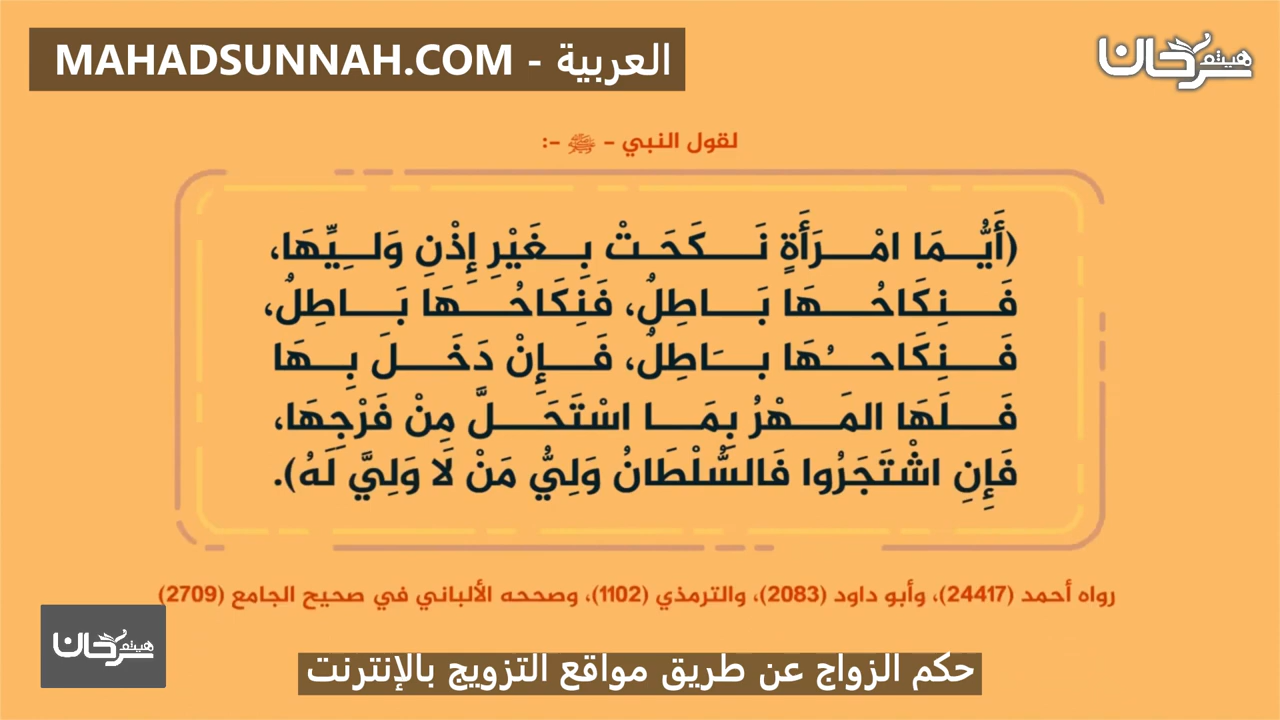 MAHADSUNNAH.COM - العربية
هيثم سرحان
لقول النبي - ﷺ -:
(أَيُّمَا امْرَأَةٍ نَكَحَتْ بِغَيْرِ إِذْنِ وَلِيِّهَا،
فَنِكَاحُهَا بَاطِلٌ، فَنِكَاحُهَا بَاطِلٌ،
فَنِكَاحُهَا بَاطِلٌ، فَإِنْ دَخَلَ بِهَا
فَلَهَا المَهْرُ بِمَا اسْتَحَلَّ مِنْ فَرْجِهَا،
فَإِنِ اشْتَجَرُوا فَالسُّلْطَانُ وَلِيُّ مَنْ لَا وَلِيَّ لَهُ).
رواه أحمد (24417)، وأبو داود (2083)، والترمذي (1102)، وصححه الألباني في صحيح الجامع (2709)
هيثم سرحان
حكم الزواج عن طريق مواقع التزويج بالإنترنت